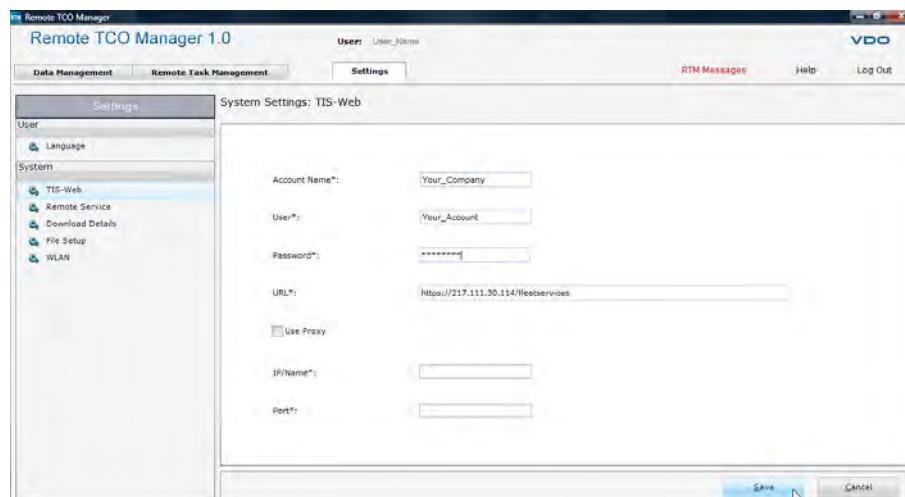 RTM Remote TCO Manager
Remote TCO Manager 1.0
User: User_Name
VDO
Data Management
Remote Task Management
Settings
RTM Messages
Help
Log Out
Settings
System Settings: TIS-Web
User
Language
System
TIS-Web
Remote Service
Download Details
File Setup
WLAN
Account Name*: Your_Company
User*: Your_Account
Password*: ********
URL*: https://217.111.30.114/fleetservices
Use Proxy
IP/Name*:
Port*:
Save
Cancel